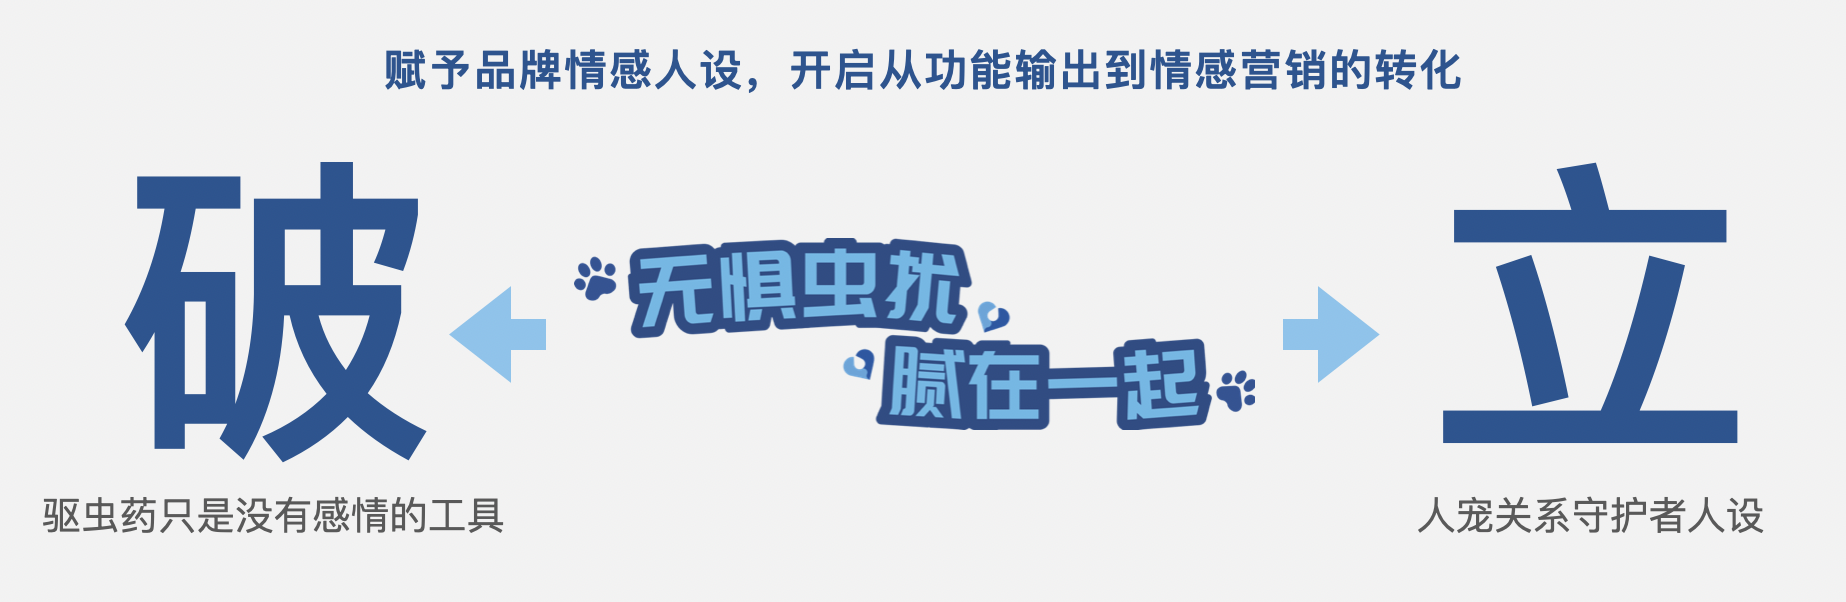 赋予品牌情感人设，开启从功能输出到情感营销的转化
破
无惧虫扰
腻在一起
立
驱虫药只是没有感情的工具
人宠关系守护者人设